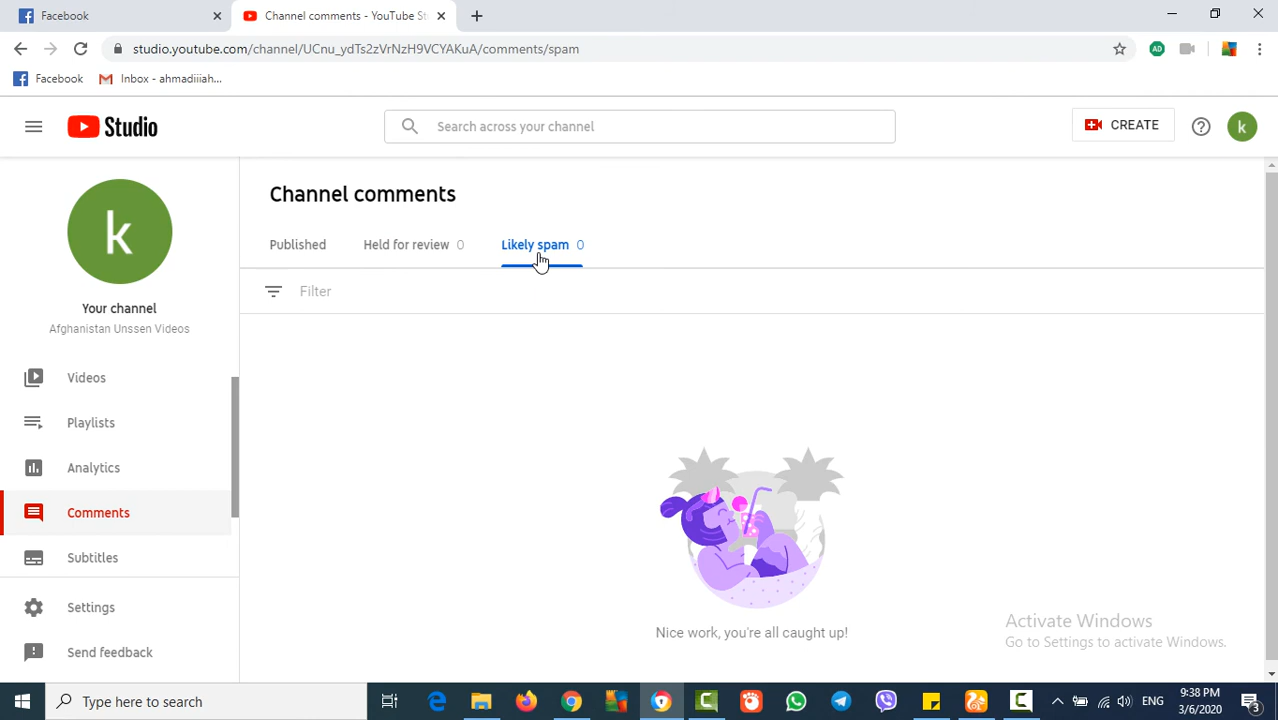 Facebook
Channel comments - YouTube St
studio.youtube.com/channel/UCnu_ydTs2zVrNzH9VCYAKuA/comments/spam
AD
Facebook
Inbox - ahmadiiiah...
Studio
Search across your channel
CREATE
k
k
Your channel
Afghanistan Unssen Videos
Videos
Playlists
Analytics
Comments
Subtitles
Settings
Send feedback
Channel comments
Published
Held for review 0
Likely spam 0
Filter
Nice work, you're all caught up!
Activate Windows
Go to Settings to activate Windows.
Type here to search
ENG
9:38 PM
3/6/2020
3